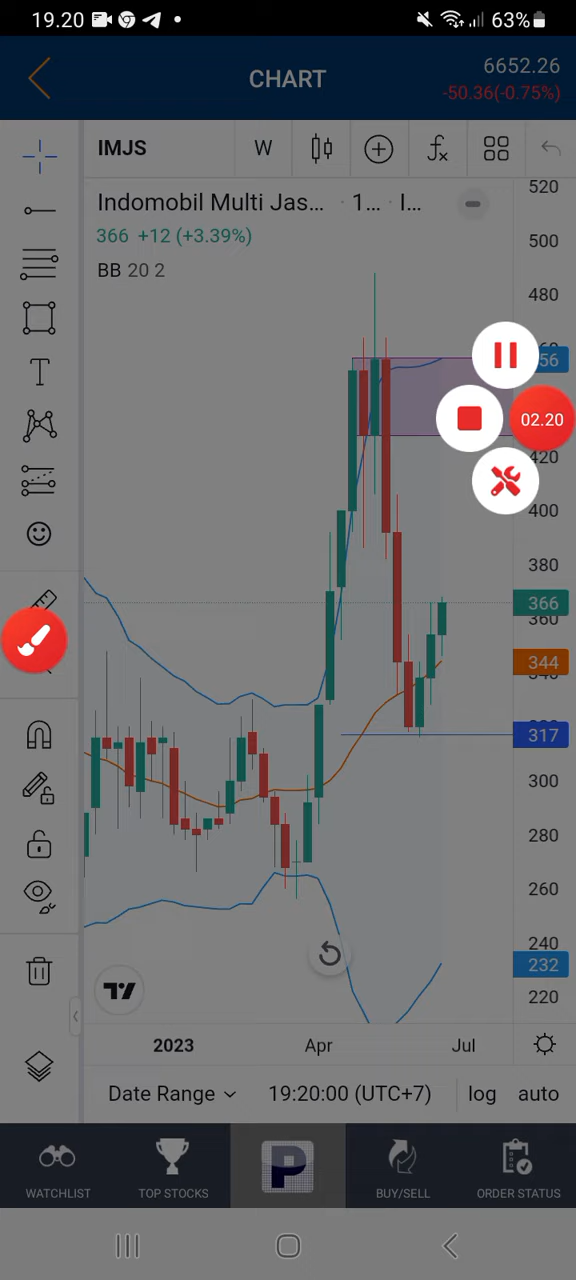 19.20 63%
CHART
6652.26
-50.36(-0.75%)
IMJS W
Indomobil Multi Jas... · 1... · I...
366 +12 (+3.39%)
BB 20 2
T
520
500
480
56
02.20
420
400
380
366
360
344
317
300
280
260
240
232
220
2023 Apr Jul
Date Range 19:20:00 (UTC+7) log auto
P
WATCHLIST TOP STOCKS BUY/SELL ORDER STATUS